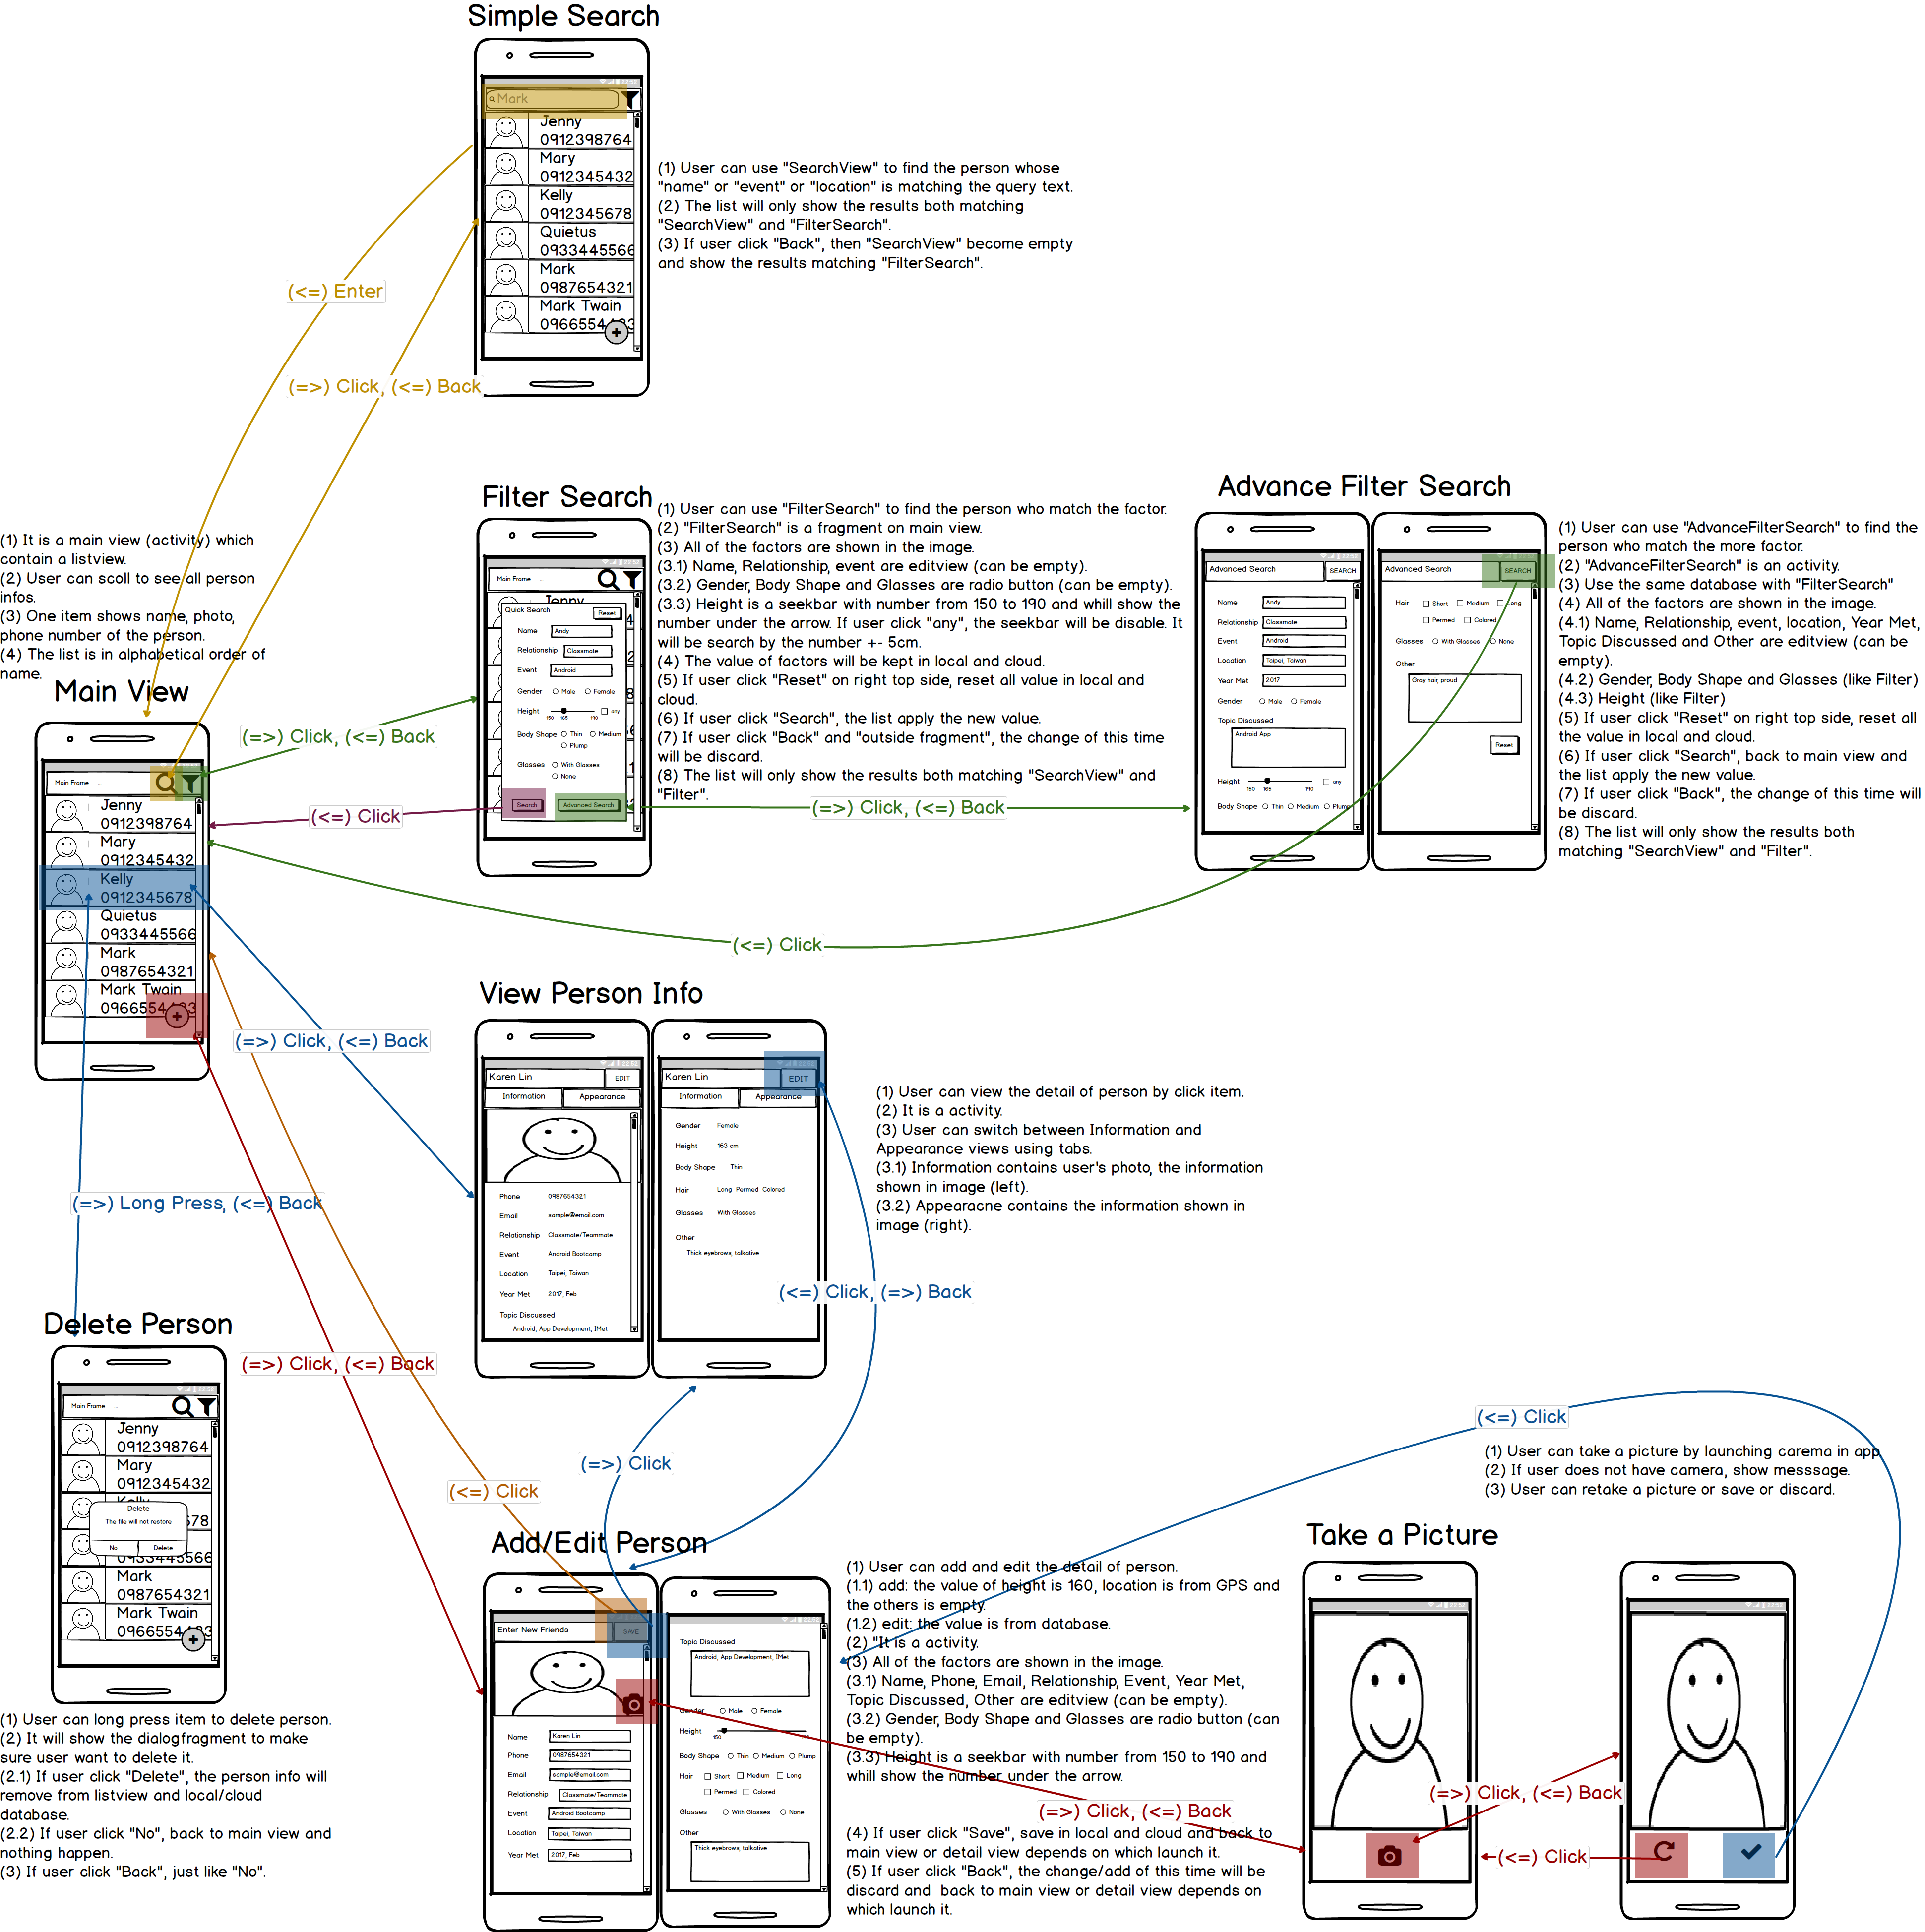 Simple Search
Mark
Jenny
0912398764
Mary
0912345432
Kelly
0912345678
Quietus
0933445566
Mark
0987654321
Mark Twain
0966554433
(1) User can use "SearchView" to find the person whose
"name" or "event" or "location" is matching the query text.
(2) The list will only show the results both matching
"SearchView" and "FilterSearch".
(3) If user click "Back", then "SearchView" become empty
and show the results matching "FilterSearch".
(<=) Enter
(=>) Click, (<=) Back
(1) It is a main view (activity) which
contain a listview.
(2) User can scoll to see all person
infos.
(3) One item shows name, photo,
phone number of the person.
(4) The list is in alphabetical order of
name.
Main View
Main Frame ...
Jenny
0912398764
Mary
0912345432
Kelly
0912345678
Quietus
0933445566
Mark
0987654321
Mark Twain
(=>) Click, (<=) Back
(<=) Click
(<=) Click
(=>) Click, (<=) Back
(=>) Long Press, (<=) Back
(=>) Click, (<=) Back
Filter Search
Main Frame ...
Jenny
Quick Search
Reset
Name Andy
Relationship Classmate
Event Android
Gender Male Female
Height any
150 165 190
Body Shape Thin Medium
Plump
Glasses With Glasses
None
Search Advanced Search
(1) User can use "FilterSearch" to find the person who match the factor.
(2) "FilterSearch" is a fragment on main view.
(3) All of the factors are shown in the image.
(3.1) Name, Relationship, event are editview (can be empty).
(3.2) Gender, Body Shape and Glasses are radio button (can be empty).
(3.3) Height is a seekbar with number from 150 to 190 and whill show the
number under the arrow. If user click "any", the seekbar will be disable. It
will be search by the number +- 5cm.
(4) The value of factors will be kept in local and cloud.
(5) If user click "Reset" on right top side, reset all value in local and
cloud.
(6) If user click "Search", the list apply the new value.
(7) If user click "Back" and "outside fragment", the change of this time
will be discard.
(8) The list will only show the results both matching "SearchView" and
"Filter".
(=>) Click, (<=) Back
Advance Filter Search
Advanced Search SEARCH
Name Andy
Relationship Classmate
Event Android
Location Taipei, Taiwan
Year Met 2017
Gender Male Female
Topic Discussed
Android App
Height any
150 165 190
Body Shape Thin Medium Plump
Advanced Search SEARCH
Hair Short Medium Long
Permed Colored
Glasses With Glasses None
Other
Gray hair, proud
Reset
(1) User can use "AdvanceFilterSearch" to find the
person who match the more factor.
(2) "AdvanceFilterSearch" is an activity.
(3) Use the same database with "FilterSearch"
(4) All of the factors are shown in the image.
(4.1) Name, Relationship, event, location, Year Met,
Topic Discussed and Other are editview (can be
empty).
(4.2) Gender, Body Shape and Glasses (like Filter)
(4.3) Height (like Filter)
(5) If user click "Reset" on right top side, reset all
the value in local and cloud.
(6) If user click "Search", back to main view and
the list apply the new value.
(7) If user click "Back", the change of this time will
be discard.
(8) The list will only show the results both
matching "SearchView" and "Filter".
View Person Info
Karen Lin EDIT
Information Appearance
Phone 0987654321
Email sample@email.com
Relationship Classmate/Teammate
Event Android Bootcamp
Location Taipei, Taiwan
Year Met 2017, Feb
Topic Discussed
Android, App Development, IMet
Karen Lin EDIT
Information Appearance
Gender Female
Height 163 cm
Body Shape Thin
Hair Long Permed Colored
Glasses With Glasses
Other
Thick eyebrows, talkative
(1) User can view the detail of person by click item.
(2) It is a activity.
(3) User can switch between Information and
Appearance views using tabs.
(3.1) Information contains user's photo, the information
shown in image (left).
(3.2) Appearacne contains the information shown in
image (right).
(<=) Click, (=>) Back
(=>) Click
(<=) Click
Delete Person
Main Frame ...
Jenny
0912398764
Mary
0912345432
Kelly
Delete
The file will not restore
No Delete
678
0933445566
Mark
0987654321
Mark Twain
(1) User can long press item to delete person.
(2) It will show the dialogfragment to make
sure user want to delete it.
(2.1) If user click "Delete", the person info will
remove from listview and local/cloud
database.
(2.2) If user click "No", back to main view and
nothing happen.
(3) If user click "Back", just like "No".
Add/Edit Person
Enter New Friends SAVE
Name Karen Lin
Phone 0987654321
Email sample@email.com
Relationship Classmate/Teammate
Event Android Bootcamp
Location Taipei, Taiwan
Year Met 2017, Feb
Topic Discussed
Android, App Development, IMet
Gender Male Female
Height
150
Body Shape Thin Medium Plump
Hair Short Medium Long
Permed Colored
Glasses With Glasses None
Other
Thick eyebrows, talkative
(1) User can add and edit the detail of person.
(1.1) add: the value of height is 160, location is from GPS and
the others is empty.
(1.2) edit: the value is from database.
(2) "It is a activity.
(3) All of the factors are shown in the image.
(3.1) Name, Phone, Email, Relationship, Event, Year Met,
Topic Discussed, Other are editview (can be empty).
(3.2) Gender, Body Shape and Glasses are radio button (can
be empty).
(3.3) Height is a seekbar with number from 150 to 190 and
whill show the number under the arrow.
(=>) Click, (<=) Back
(4) If user click "Save", save in local and cloud and back to
main view or detail view depends on which launch it.
(5) If user click "Back", the change/add of this time will be
discard and back to main view or detail view depends on
which launch it.
(<=) Click
(1) User can take a picture by launching carema in app
(2) If user does not have camera, show messsage.
(3) User can retake a picture or save or discard.
Take a Picture
(=>) Click, (<=) Back
(<=) Click